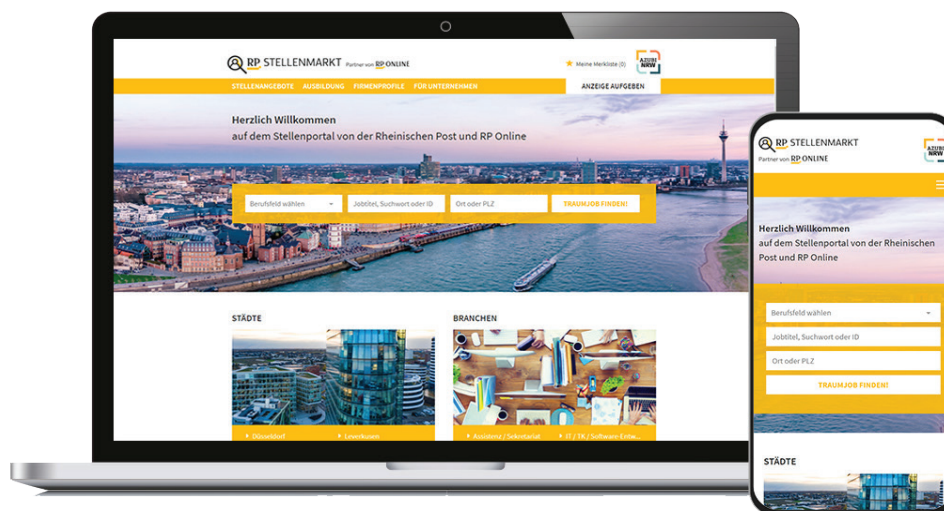 RP STELLENMARKT Partner von RP ONLINE
Meine Merkliste (0)
AZUBI
NRW
STELLENANGEBOTE AUSBILDUNG FIRMENPROFILE FÜR UNTERNEHMEN
ANZEIGE AUFGEBEN
Herzlich Willkommen
auf dem Stellenportal von der Rheinischen Post und RP Online
Berufsfeld wählen
Jobtitel, Suchwort oder ID
Ort oder PLZ
TRAUMJOB FINDEN!
STÄDTE
BRANCHEN
Düsseldorf
Leverkusen
Assistenz / Sekretariat
IT / TK / Software-Entw...
RP STELLENMARKT
Partner von RP ONLINE
AZUBI
NRW
Herzlich Willkommen
auf dem Stellenportal von der Rheinischen
Post und RP Online
Berufsfeld wählen
Jobtitel, Suchwort oder ID
Ort oder PLZ
TRAUMJOB FINDEN!
STÄDTE